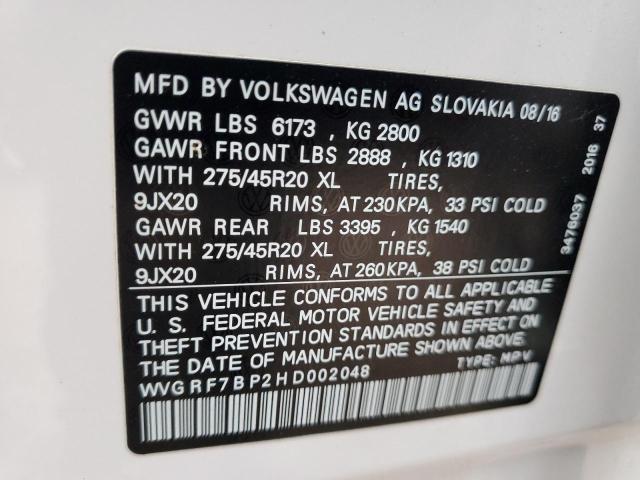 MFD BY VOLKSWAGEN AG SLOVAKIA 08/16
GVWR LBS 6173 , KG 2800
GAWR FRONT LBS 2888 , KG 1310
WITH 275/45R20 XL TIRES,
9JX20 RIMS, AT 230KPA, 33 PSI COLD
GAWR REAR LBS 3395 , KG 1540
WITH 275/45R20 XL TIRES,
9JX20 RIMS, AT 260KPA, 38 PSI COLD
THIS VEHICLE CONFORMS TO ALL APPLICABLE
U. S. FEDERAL MOTOR VEHICLE SAFETY AND
THEFT PREVENTION STANDARDS IN EFFECT ON
THE DATE OF MANUFACTURE SHOWN ABOVE.
WVGRF7BP2HD002048 TYPE: MPV
3476037 2016 37